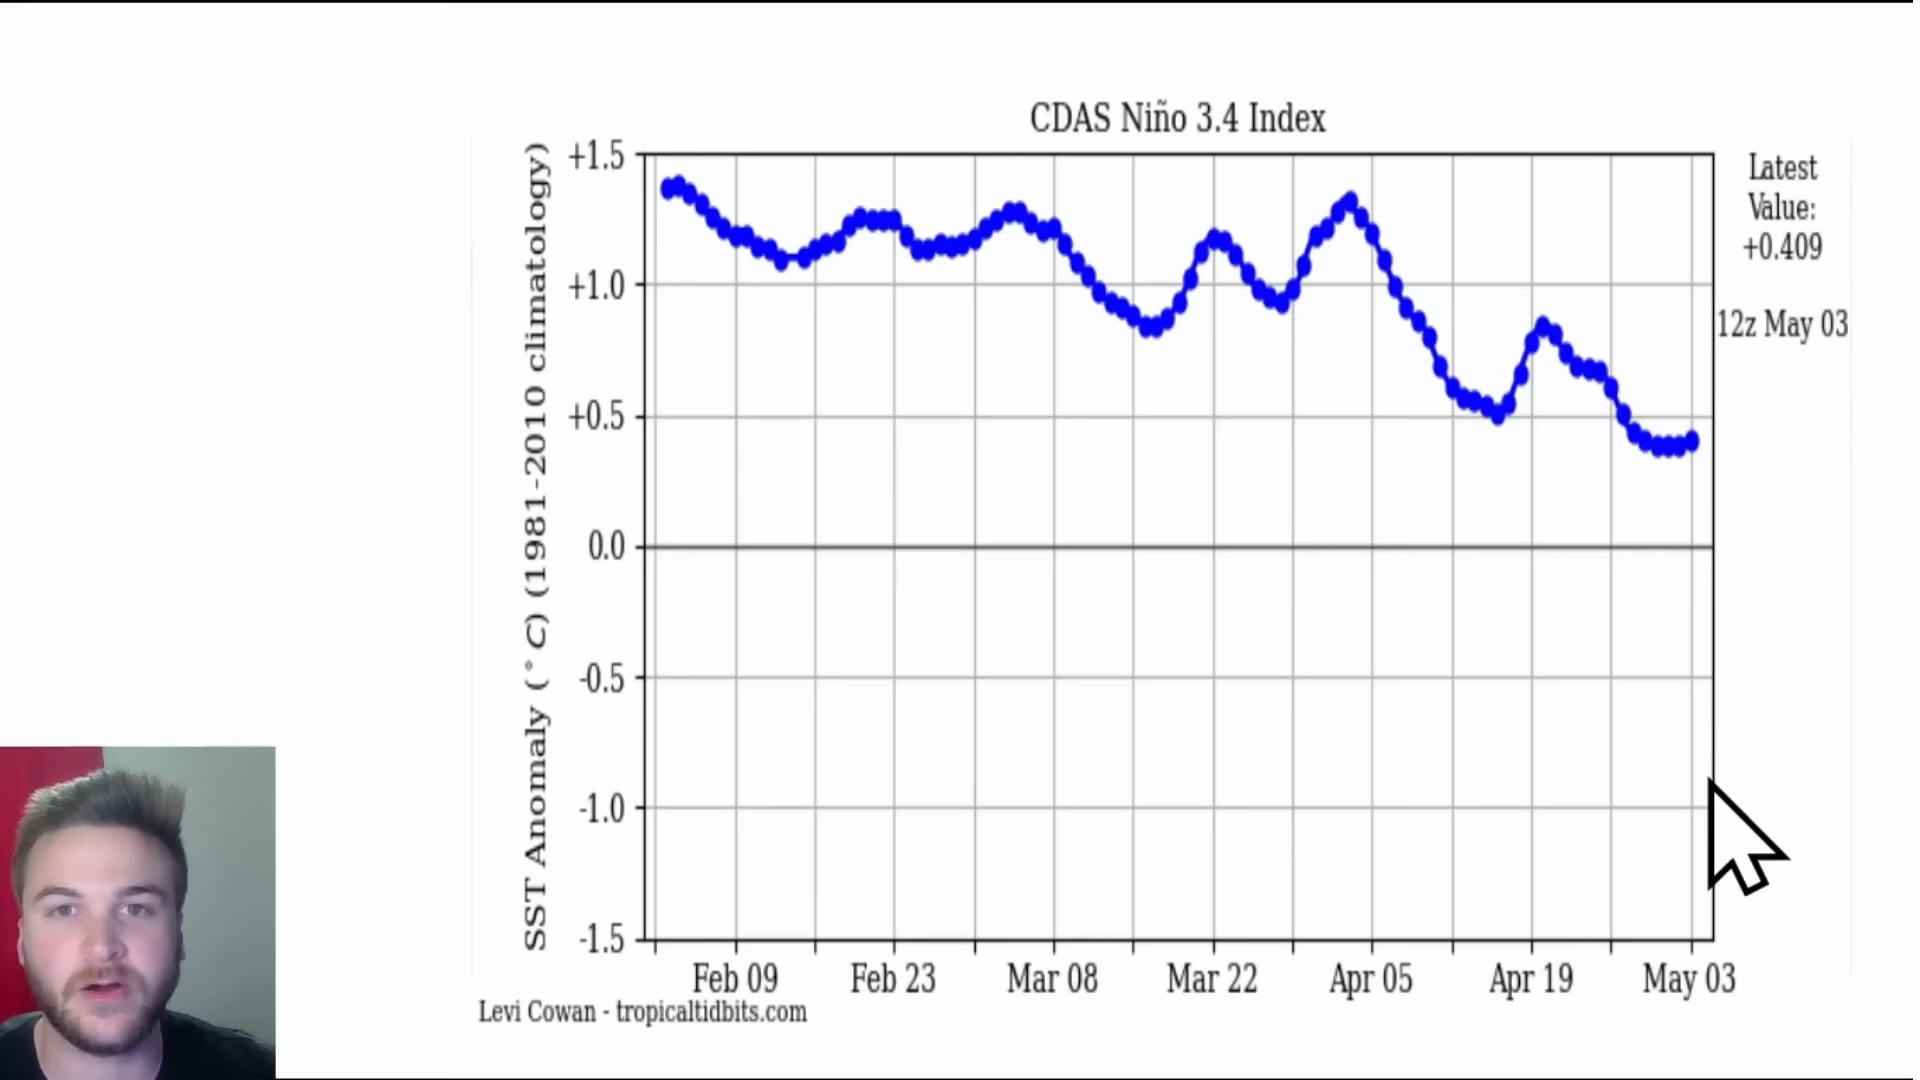 CDAS Niño 3.4 Index
SST Anomaly (°C) (1981-2010 climatology)
+1.5
+1.0
+0.5
0.0
-0.5
-1.0
-1.5
Feb 09 Feb 23 Mar 08 Mar 22 Apr 05 Apr 19 May 03
Latest
Value:
+0.409
12z May 03
Levi Cowan - tropicaltidbits.com